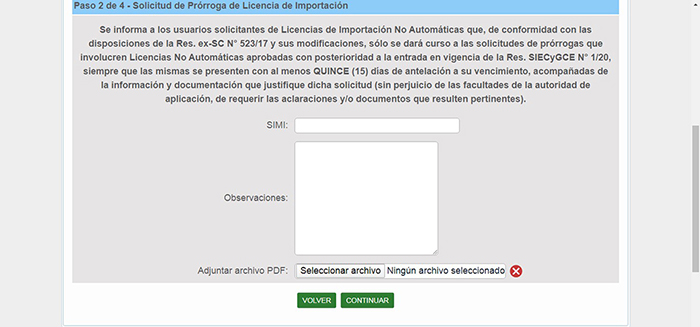 Paso 2 de 4 - Solicitud de Prórroga de Licencia de Importación
Se informa a los usuarios solicitantes de Licencias de Importación No Automáticas que, de conformidad con las
disposiciones de la Res. ex-SC N° 523/17 y sus modificaciones, sólo se dará curso a las solicitudes de prórrogas que
involucren Licencias No Automáticas aprobadas con posterioridad a la entrada en vigencia de la Res. SIECyGCE N° 1/20,
siempre que las mismas se presenten con al menos QUINCE (15) dias de antelación a su vencimiento, acompañadas de
la información y documentación que justifique dicha solicitud (sin perjuicio de las facultades de la autoridad de
aplicación, de requerir las aclaraciones y/o documentos que resulten pertinentes).
SIMI:
Observaciones:
Adjuntar archivo PDF: Seleccionar archivo Ningún archivo seleccionado
VOLVER CONTINUAR